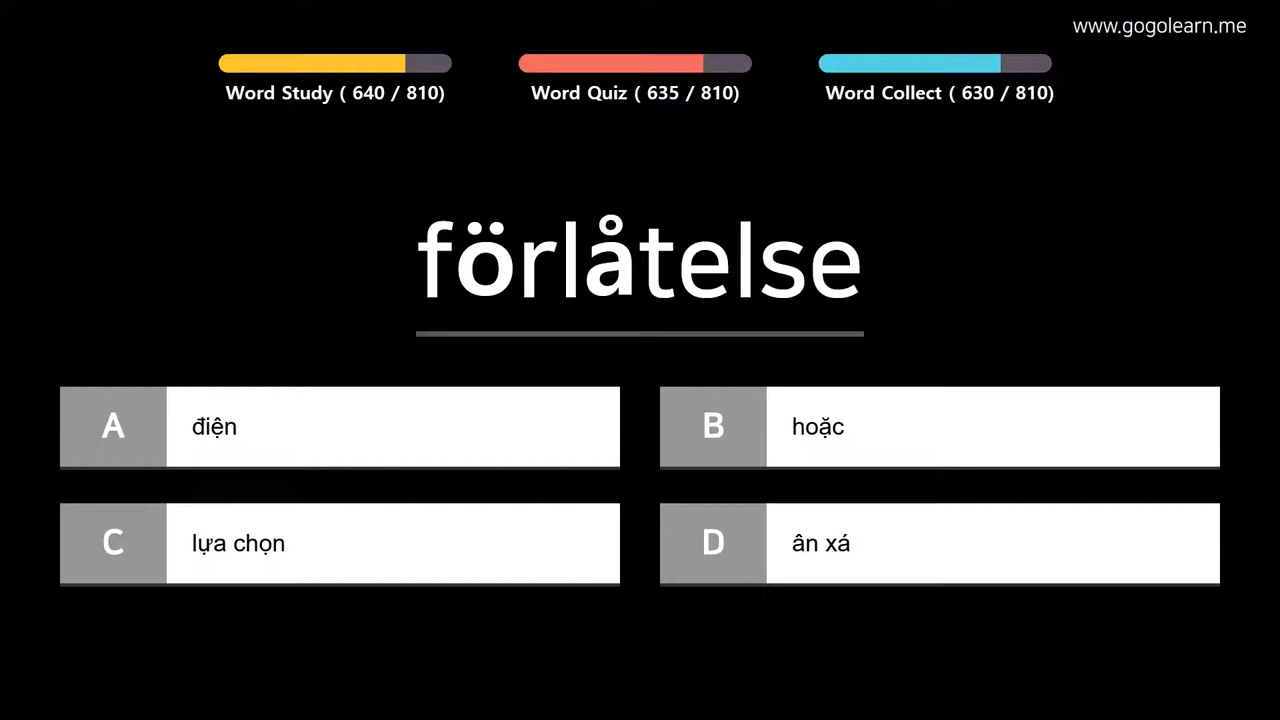 www.gogolearn.me
Word Study ( 640 / 810)
Word Quiz ( 635 / 810)
Word Collect ( 630 / 810)
förlåtelse
A điện
B hoặc
C lựa chọn
D ân xá